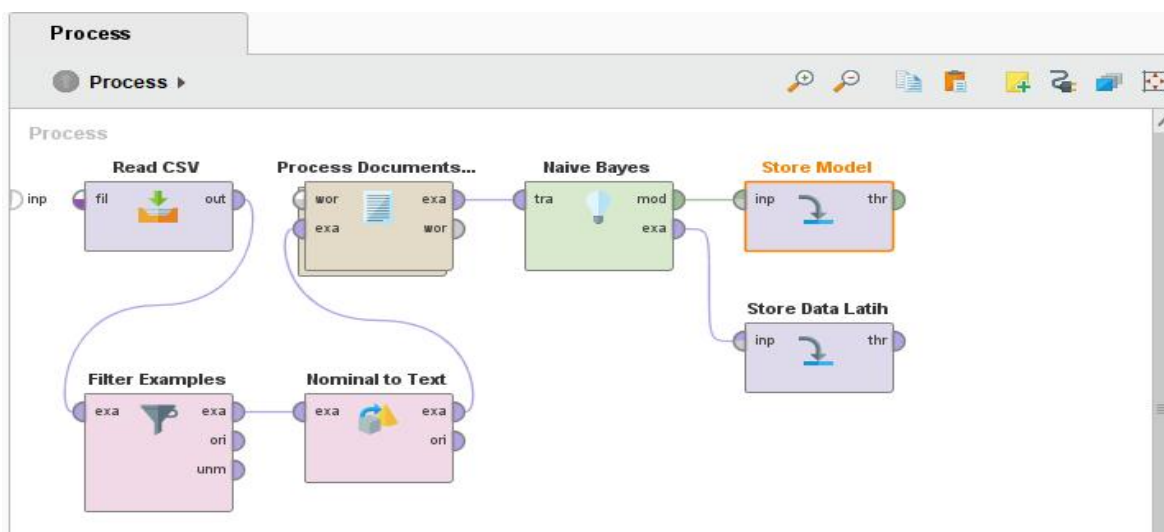 Process
Process
Process
Read CSV
Process Documents...
Naive Bayes
Store Model
inp
fil
out
wor
exa
tra
mod
inp
thr
exa
wor
exa
Store Data Latih
inp
thr
Filter Examples
Nominal to Text
exa
exa
exa
exa
ori
ori
unm